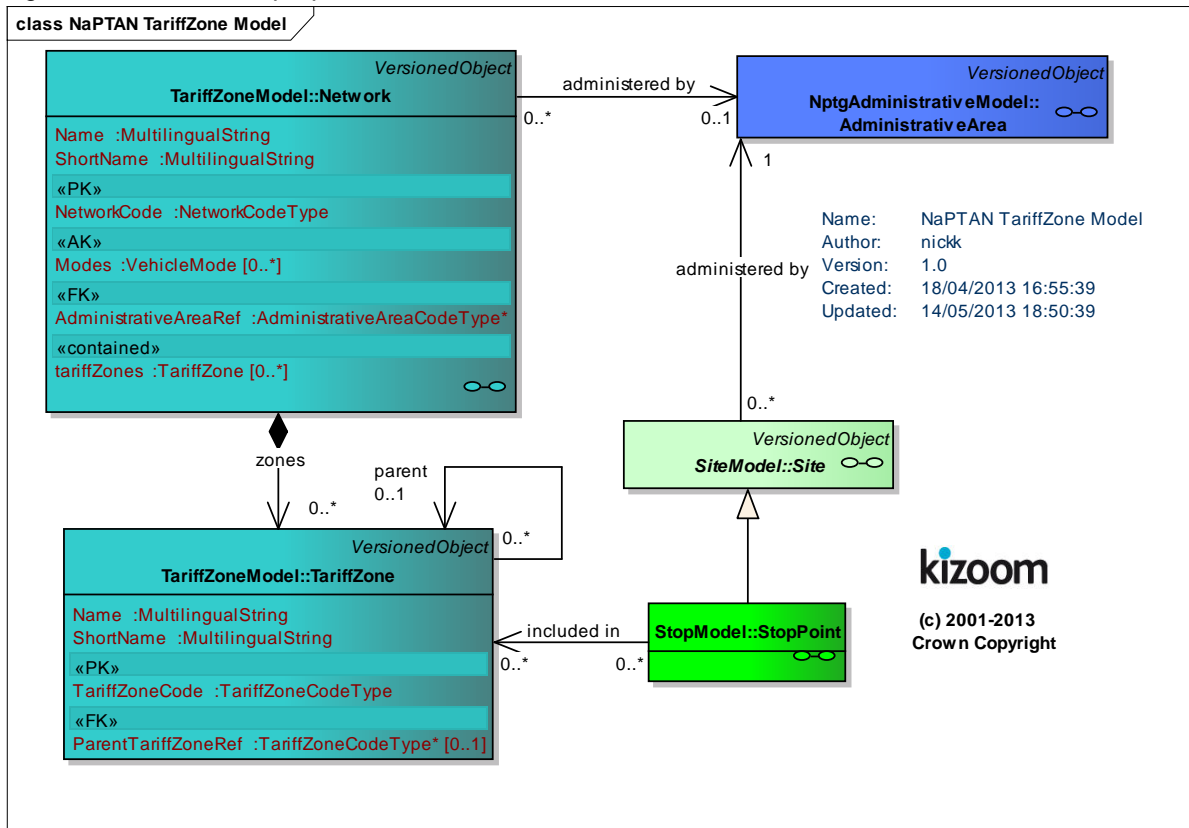 class NaPTAN TariffZone Model
VersionedObject
TariffZoneModel::Network
Name :MultilingualString
ShortName :MultilingualString
«PK»
NetworkCode :NetworkCodeType
«AK»
Modes :VehicleMode [0..*]
«FK»
AdministrativeAreaRef :AdministrativeAreaCodeType*
«contained»
tariffZones :TariffZone [0..*]
administered by
0..*
0..1
VersionedObject
NptgAdministrativeModel::
AdministrativeArea
1
administered by
0..*
Name: NaPTAN TariffZone Model
Author: nickk
Version: 1.0
Created: 18/04/2013 16:55:39
Updated: 14/05/2013 18:50:39
VersionedObject
SiteModel::Site
zones
0..*
parent
0..1
0..*
VersionedObject
TariffZoneModel::TariffZone
Name :MultilingualString
ShortName :MultilingualString
«PK»
TariffZoneCode :TariffZoneCodeType
«FK»
ParentTariffZoneRef :TariffZoneCodeType* [0..1]
included in
0..*
0..*
StopModel::StopPoint
kizoom
(c) 2001-2013
Crown Copyright